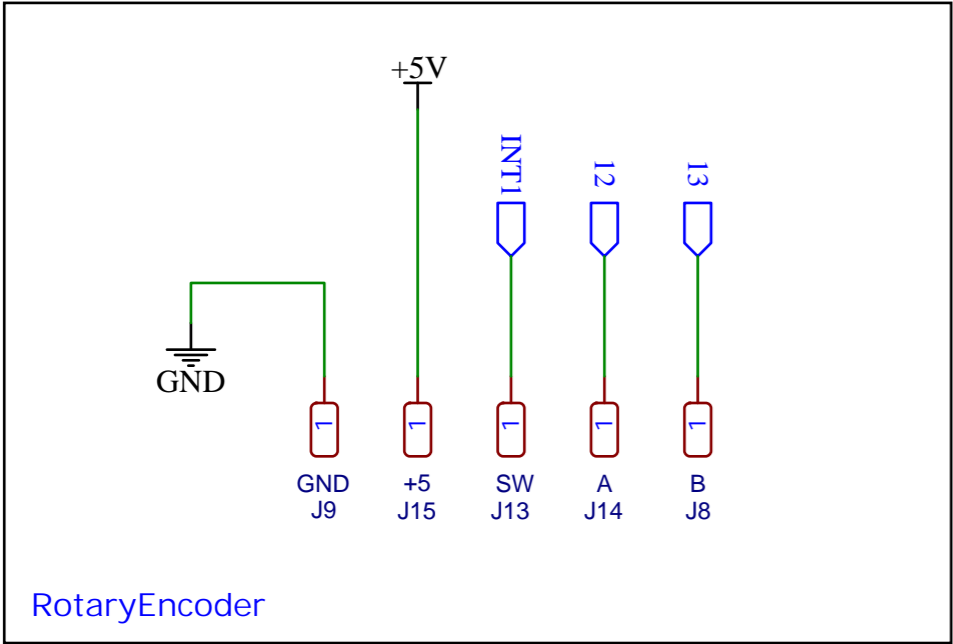 +5V
INT1
12
13
GND
1
1
1
1
1
GND
+5
SW
A
B
J9
J15
J13
J14
J8
RotaryEncoder